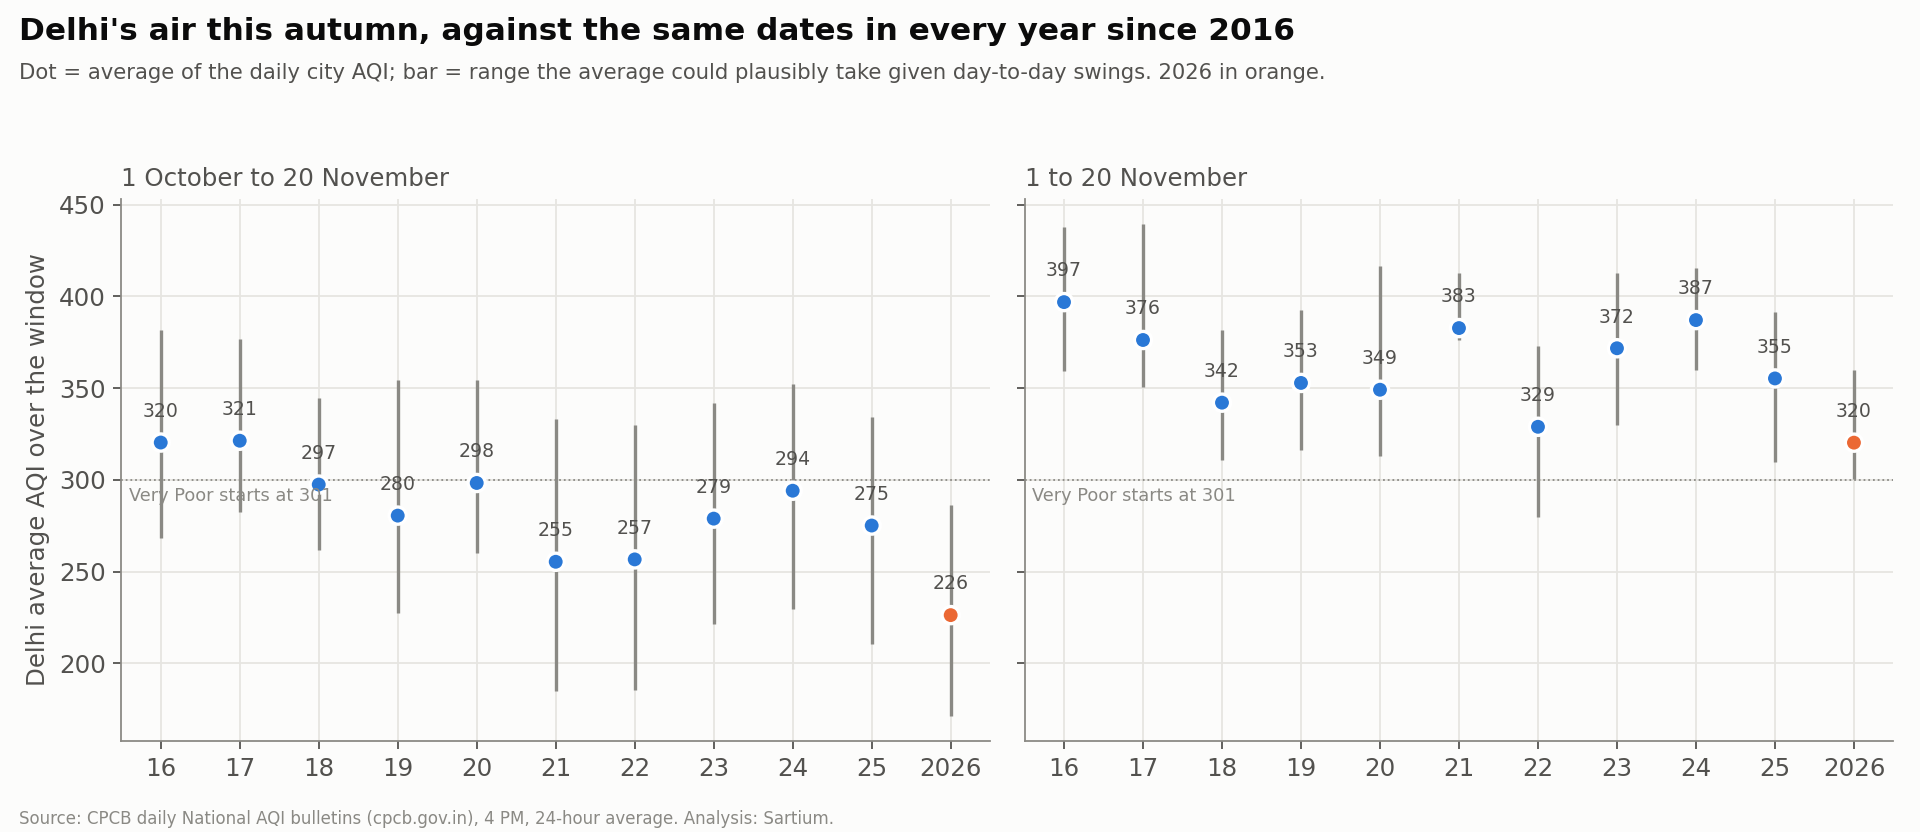 Delhi's air this autumn, against the same dates in every year since 2016
Dot = average of the daily city AQI; bar = range the average could plausibly take given day-to-day swings. 2026 in orange.
1 October to 20 November
Delhi average AQI over the window
450
400
350
300
250
200
320
321
297
280
298
255
257
279
294
275
226
Very Poor starts at 301
16 17 18 19 20 21 22 23 24 25 2026
1 to 20 November
397
376
342
353
349
383
329
372
387
355
320
Very Poor starts at 301
16 17 18 19 20 21 22 23 24 25 2026
Source: CPCB daily National AQI bulletins (cpcb.gov.in), 4 PM, 24-hour average. Analysis: Sartium.